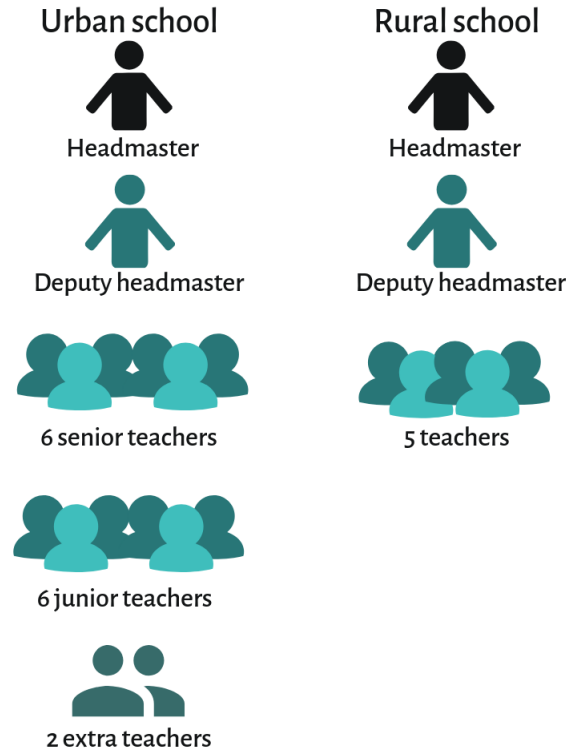 Urban school
Headmaster
Deputy headmaster
6 senior teachers
6 junior teachers
2 extra teachers
Rural school
Headmaster
Deputy headmaster
5 teachers